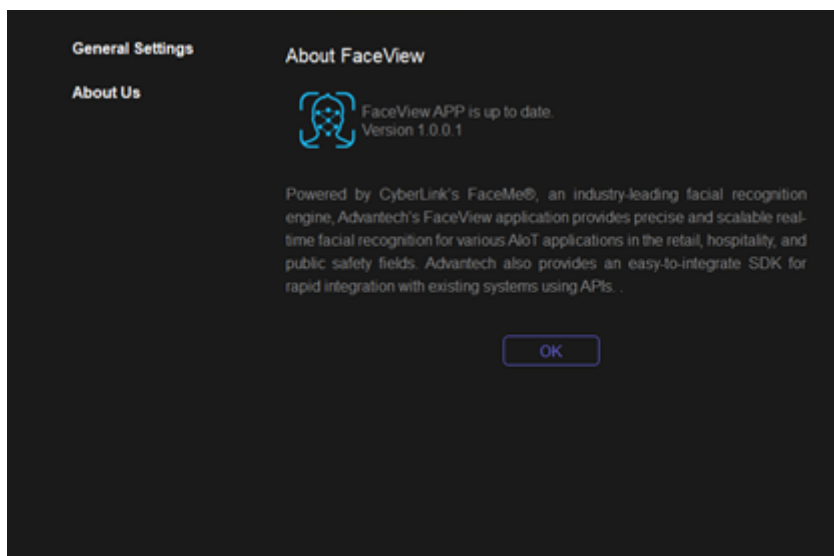 General Settings
About Us
About FaceView
FaceView APP is up to date.
Version 1.0.0.1
Powered by CyberLink's FaceMe®, an industry-leading facial recognition
engine, Advantech's FaceView application provides precise and scalable real-
time facial recognition for various AIoT applications in the retail, hospitality, and
public safety fields. Advantech also provides an easy-to-integrate SDK for
rapid integration with existing systems using APIs. .
OK